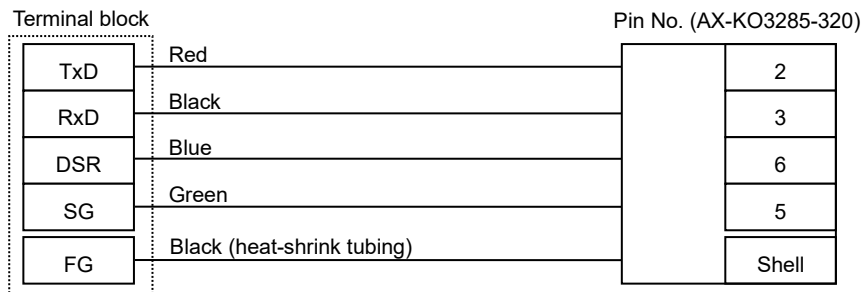 Terminal block
Pin No. (AX-KO3285-320)
TxD Red 2
RxD Black 3
DSR Blue 6
SG Green 5
FG Black (heat-shrink tubing) Shell